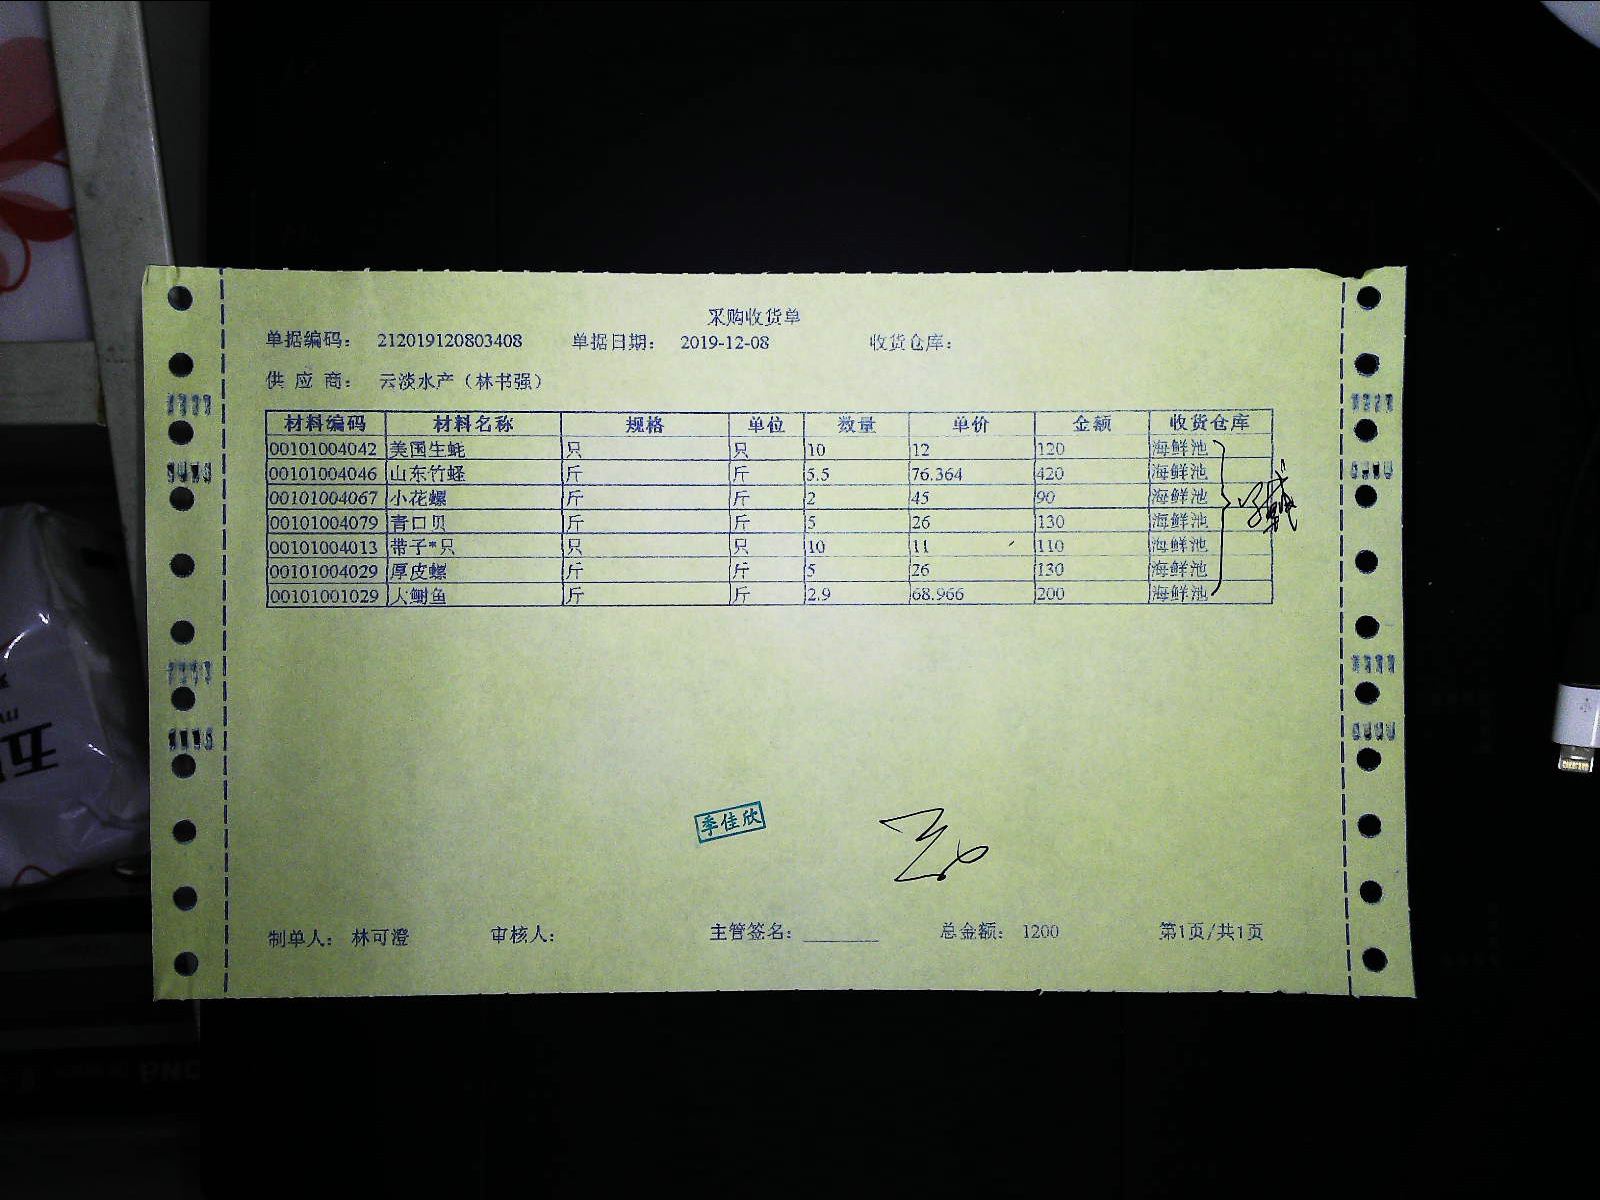 采购收货单
单据编码： 212019120803408 单据日期： 2019-12-08 收货仓库：
供 应 商： 云淡水产（林书强）
材料编码 材料名称 规格 单位 数量 单价 金额 收货仓库
00101004042 美国生蚝 只 只 10 12 120 海鲜池
00101004046 山东竹蛏 斤 斤 5.5 76.364 420 海鲜池
00101004067 小花螺 斤 斤 2 45 90 海鲜池
00101004079 青口贝 斤 斤 5 26 130 海鲜池
00101004013 带子*只 只 只 10 11 110 海鲜池
00101004029 厚皮螺 斤 斤 5 26 130 海鲜池
00101001029 大鲥鱼 斤 斤 2.9 68.966 200 海鲜池
季佳欣
制单人： 林可澄 审核人： 主管签名：________ 总金额： 1200 第1页/共1页
五